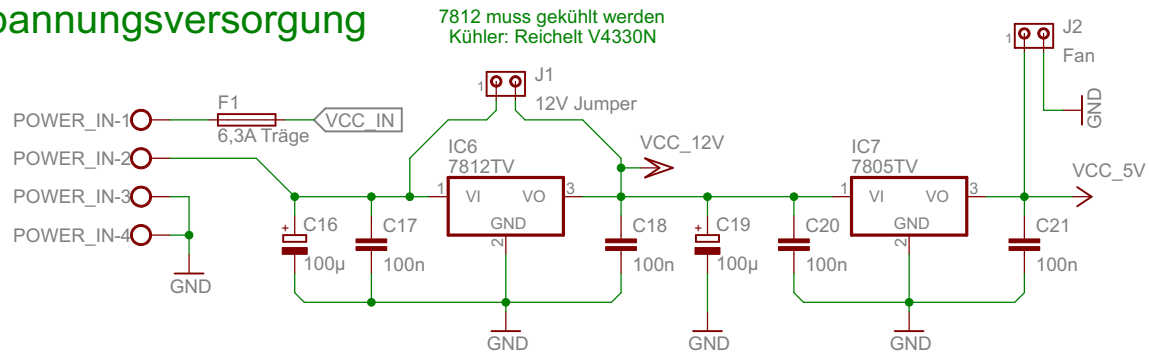 pannungsversorgung
7812 muss gekühlt werden
Kühler: Reichelt V4330N
J2
1
Fan
GND
J1
1
12V Jumper
POWER_IN-1
F1
6,3A Träge
VCC_IN
POWER_IN-2
POWER_IN-3
POWER_IN-4
GND
IC6
7812TV
1
VI
VO
3
GND
2
VCC_12V
IC7
7805TV
1
VI
VO
3
GND
2
VCC_5V
+
C16
100µ
C17
100n
C18
100n
+
C19
100µ
C20
100n
C21
100n
GND
GND
GND